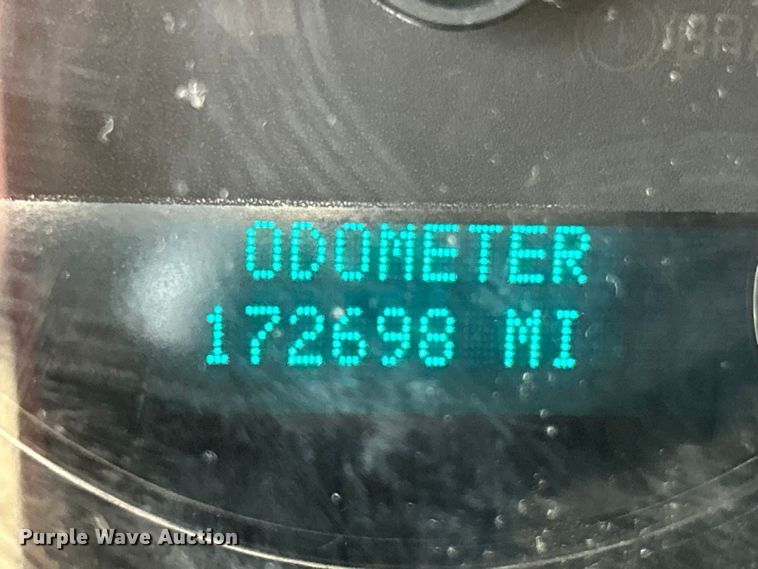 ODOMETER
172698 MI
Purple Wave Auction